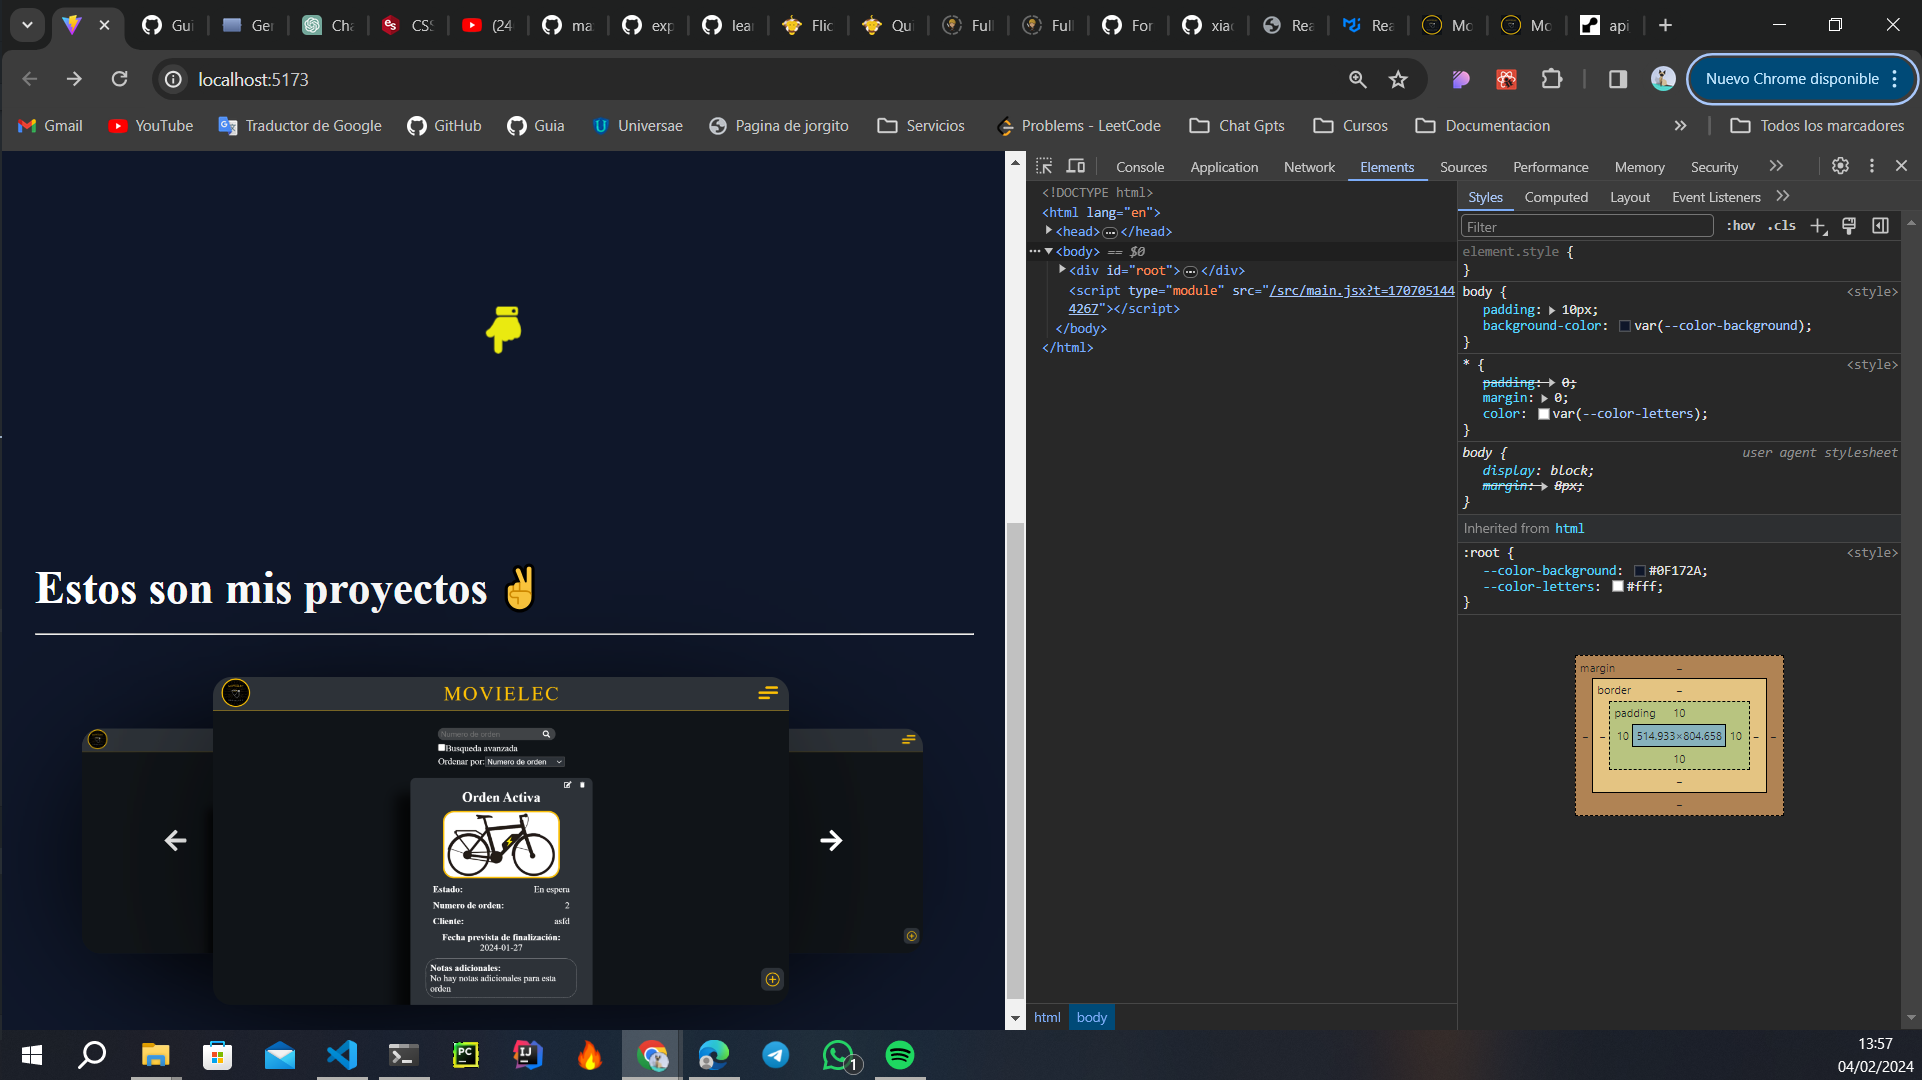 Gui
Ger
Cha
CSS
(24
ma
exp
lear
Flic
Qui
Full
Full
For
xia
Rea
Rea
Mo
Mo
api
localhost:5173
Nuevo Chrome disponible
Gmail
YouTube
Traductor de Google
GitHub
Guia
Universae
Pagina de jorgito
Servicios
Problems - LeetCode
Chat Gpts
Cursos
Documentacion
Todos los marcadores
Estos son mis proyectos ✌
MOVIELEC
Numero de orden
Busqueda avanzada
Ordenar por: Numero de orden
Orden Activa
Estado: En espera
Numero de orden: 2
Cliente: asfd
Fecha prevista de finalización:
2024-01-27
Notas adicionales:
No hay notas adicionales para esta
orden
Console Application Network Elements Sources Performance Memory Security
<!DOCTYPE html>
<html lang="en">
<head>…</head>
<body> == $0
<div id="root">…</div>
<script type="module" src="/src/main.jsx?t=170705144
4267"></script>
</body>
</html>
html body
Styles Computed Layout Event Listeners
Filter :hov .cls
element.style {
}
body { <style>
padding: 10px;
background-color: var(--color-background);
}
* { <style>
padding: 0;
margin: 0;
color: var(--color-letters);
}
body { user agent stylesheet
display: block;
margin: 8px;
}
Inherited from html
:root { <style>
--color-background: #0F172A;
--color-letters: #fff;
}
margin –
border –
padding 10
– – 10 514.933×804.658 10 – –
10
–
–
PC
IJ
1
13:57
04/02/2024